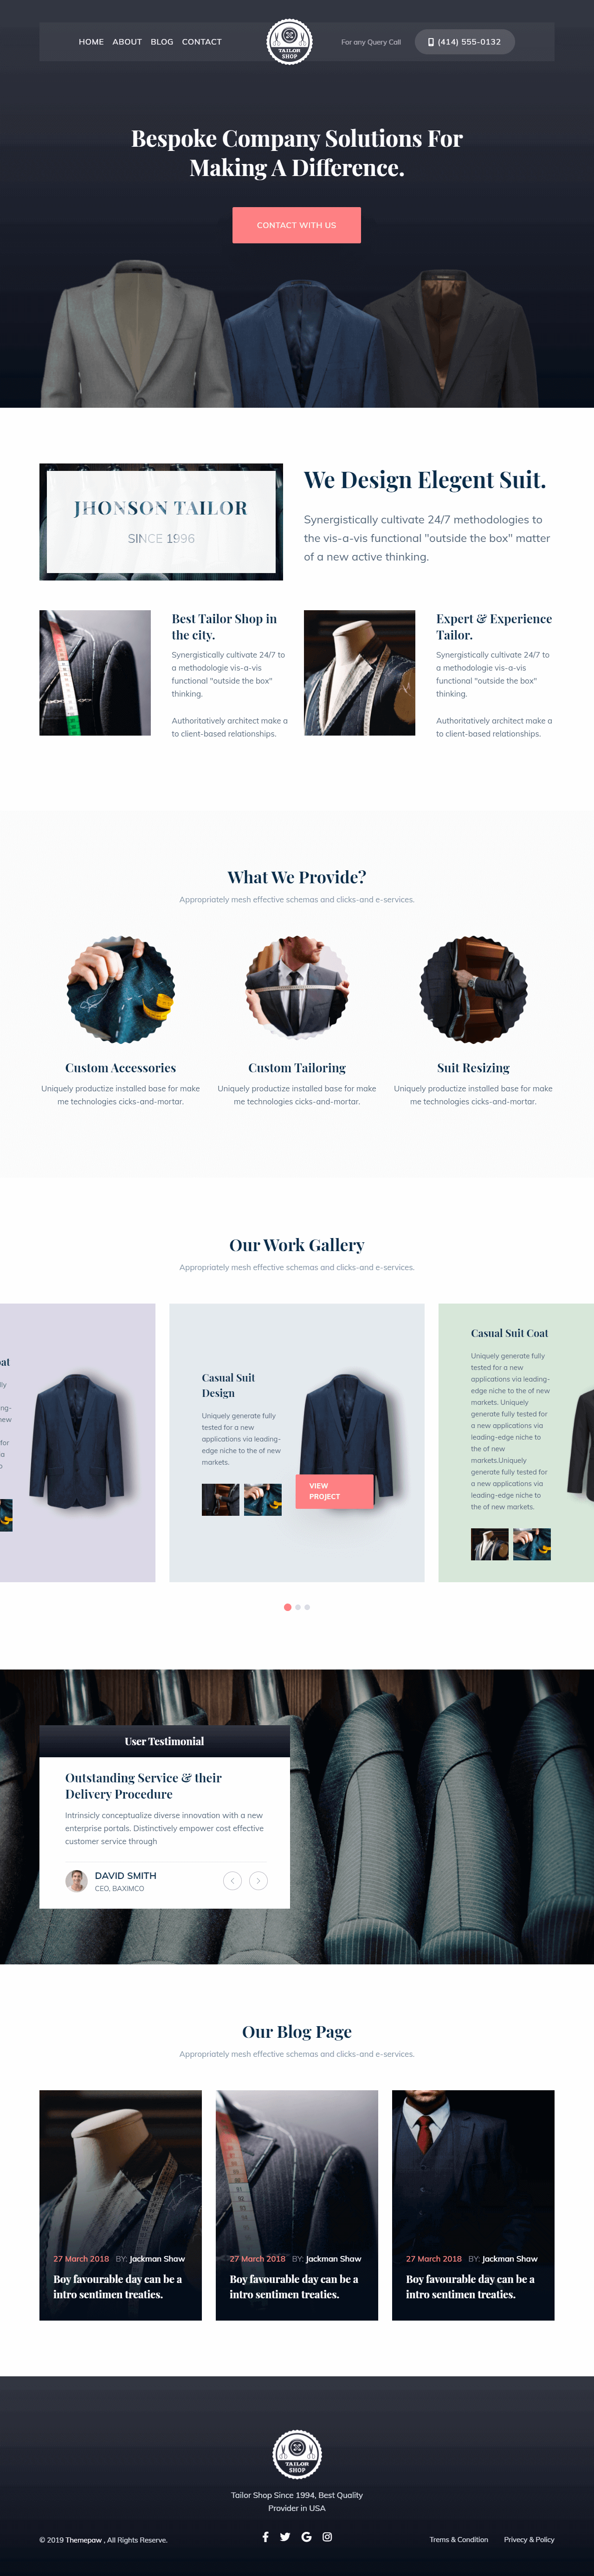 HOME ABOUT BLOG CONTACT
TAILOR
SHOP
For any Query Call
(414) 555-0132
Bespoke Company Solutions For
Making A Difference.
CONTACT WITH US
JHONSON TAILOR
SINCE 1996
We Design Elegent Suit.
Synergistically cultivate 24/7 methodologies to
the vis-a-vis functional "outside the box" matter
of a new active thinking.
Best Tailor Shop in
the city.
Synergistically cultivate 24/7 to
a methodologie vis-a-vis
functional "outside the box"
thinking.
Authoritatively architect make a
to client-based relationships.
Expert & Experience
Tailor.
Synergistically cultivate 24/7 to
a methodologie vis-a-vis
functional "outside the box"
thinking.
Authoritatively architect make a
to client-based relationships.
What We Provide?
Appropriately mesh effective schemas and clicks-and e-services.
Custom Accessories
Uniquely productize installed base for make
me technologies cicks-and-mortar.
Custom Tailoring
Uniquely productize installed base for make
me technologies cicks-and-mortar.
Suit Resizing
Uniquely productize installed base for make
me technologies cicks-and-mortar.
Our Work Gallery
Appropriately mesh effective schemas and clicks-and e-services.
Casual Suit
Design
Uniquely generate fully
tested for a new
applications via leading-
edge niche to the of new
markets.
VIEW
PROJECT
Casual Suit Coat
Uniquely generate fully
tested for a new
applications via leading-
edge niche to the of new
markets. Uniquely
generate fully tested for
a new applications via
leading-edge niche to
the of new
markets.Uniquely
generate fully tested for
a new applications via
leading-edge niche to
the of new markets.
User Testimonial
Outstanding Service & their
Delivery Procedure
Intrinsicly conceptualize diverse innovation with a new
enterprise portals. Distinctively empower cost effective
customer service through
DAVID SMITH
CEO, BAXIMCO
Our Blog Page
Appropriately mesh effective schemas and clicks-and e-services.
27 March 2018 BY: Jackman Shaw
Boy favourable day can be a
intro sentimen treaties.
27 March 2018 BY: Jackman Shaw
Boy favourable day can be a
intro sentimen treaties.
27 March 2018 BY: Jackman Shaw
Boy favourable day can be a
intro sentimen treaties.
TAILOR
SHOP
Tailor Shop Since 1994, Best Quality
Provider in USA
© 2019 Themepaw , All Rights Reserve.
Trems & Condition
Privecy & Policy